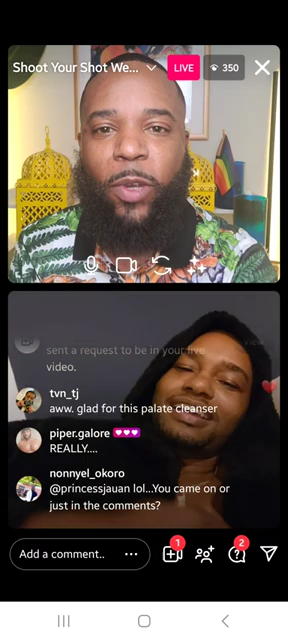 Shoot Your Shot We...
LIVE
350
sent a request to be in your live
video.
tvn_tj
aww. glad for this palate cleanser
piper.galore
REALLY....
nonnyel_okoro
@princessjauan lol...You came on or
just in the comments?
Add a comment..
1
2